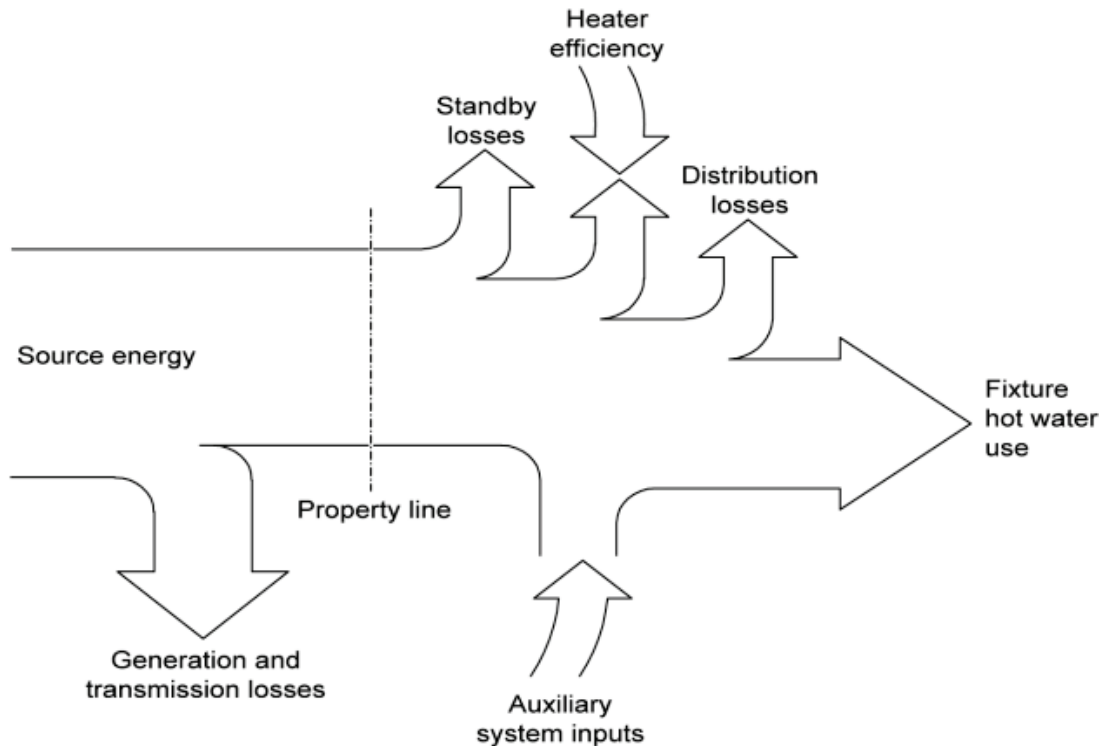 Heater
efficiency
Standby
losses
Distribution
losses
Source energy
Fixture
hot water
use
Property line
Generation and
transmission losses
Auxiliary
system inputs